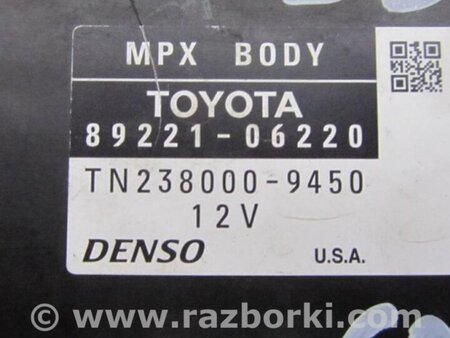 MPX BODY
TOYOTA
89221-06220
TN238000-9450
12V
DENSO U.S.A.
© www.razborki.com